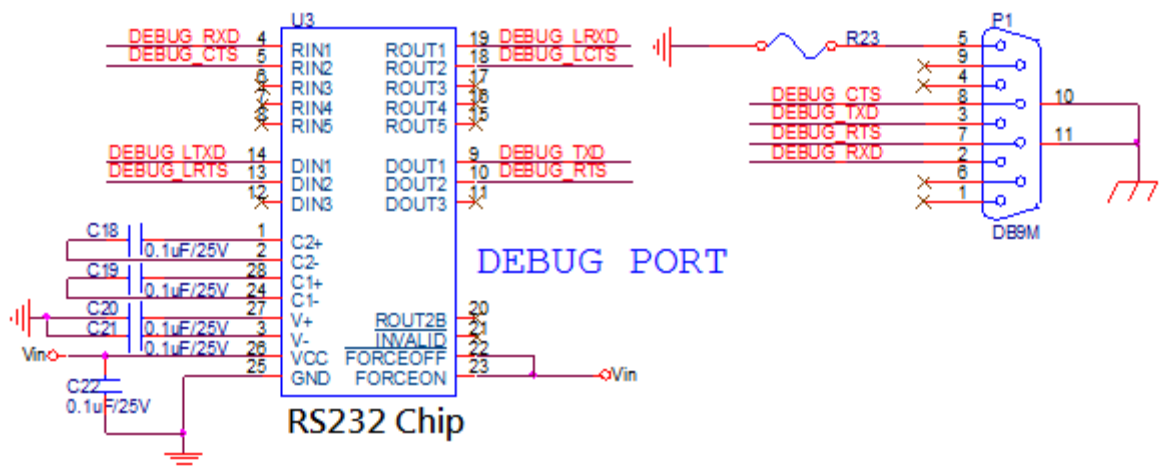 U3
P1
DEBUG_RXD 4 RIN1 ROUT1 19 DEBUG_LRXD
DEBUG_CTS 5 RIN2 ROUT2 18 DEBUG_LCTS
6 RIN3 ROUT3 17
7 RIN4 ROUT4 16
8 RIN5 ROUT5 15
DEBUG_LTXD 14 DIN1 DOUT1 9 DEBUG_TXD
DEBUG_LRTS 13 DIN2 DOUT2 10 DEBUG_RTS
12 DIN3 DOUT3 11
C18 0.1uF/25V 1 C2+
2 C2-
C19 0.1uF/25V 28 C1+
24 C1-
C20 0.1uF/25V 27 V+
C21 0.1uF/25V 3 V-
Vin 26 VCC
25 GND
C22
0.1uF/25V
ROUT2B 20
INVALID 21
FORCEOFF 22
FORCEON 23 Vin
DEBUG PORT
RS232 Chip
R23 5
9
4
DEBUG_CTS 8 10
DEBUG_TXD 3
DEBUG_RTS 7 11
DEBUG_RXD 2
6
1
DB9M